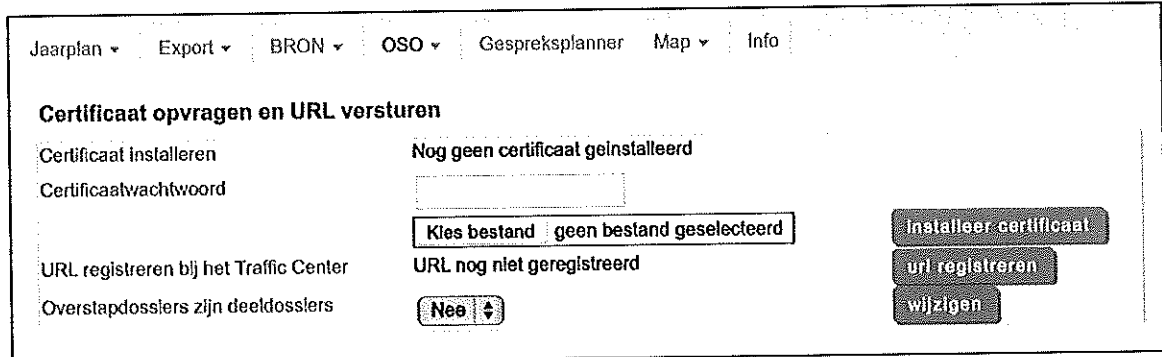 Jaarplan Export BRON OSO Gespreksplanner Map Info
Certificaat opvragen en URL versturen
Certificaat installeren Nog geen certificaat geinstalleerd
Certificaatwachtwoord
Kies bestand geen bestand geselecteerd installeer certificaat
URL registreren bij het Traffic Center URL nog niet geregistreerd url registreren
Overstapdossiers zijn deeldossiers Nee wijzigen